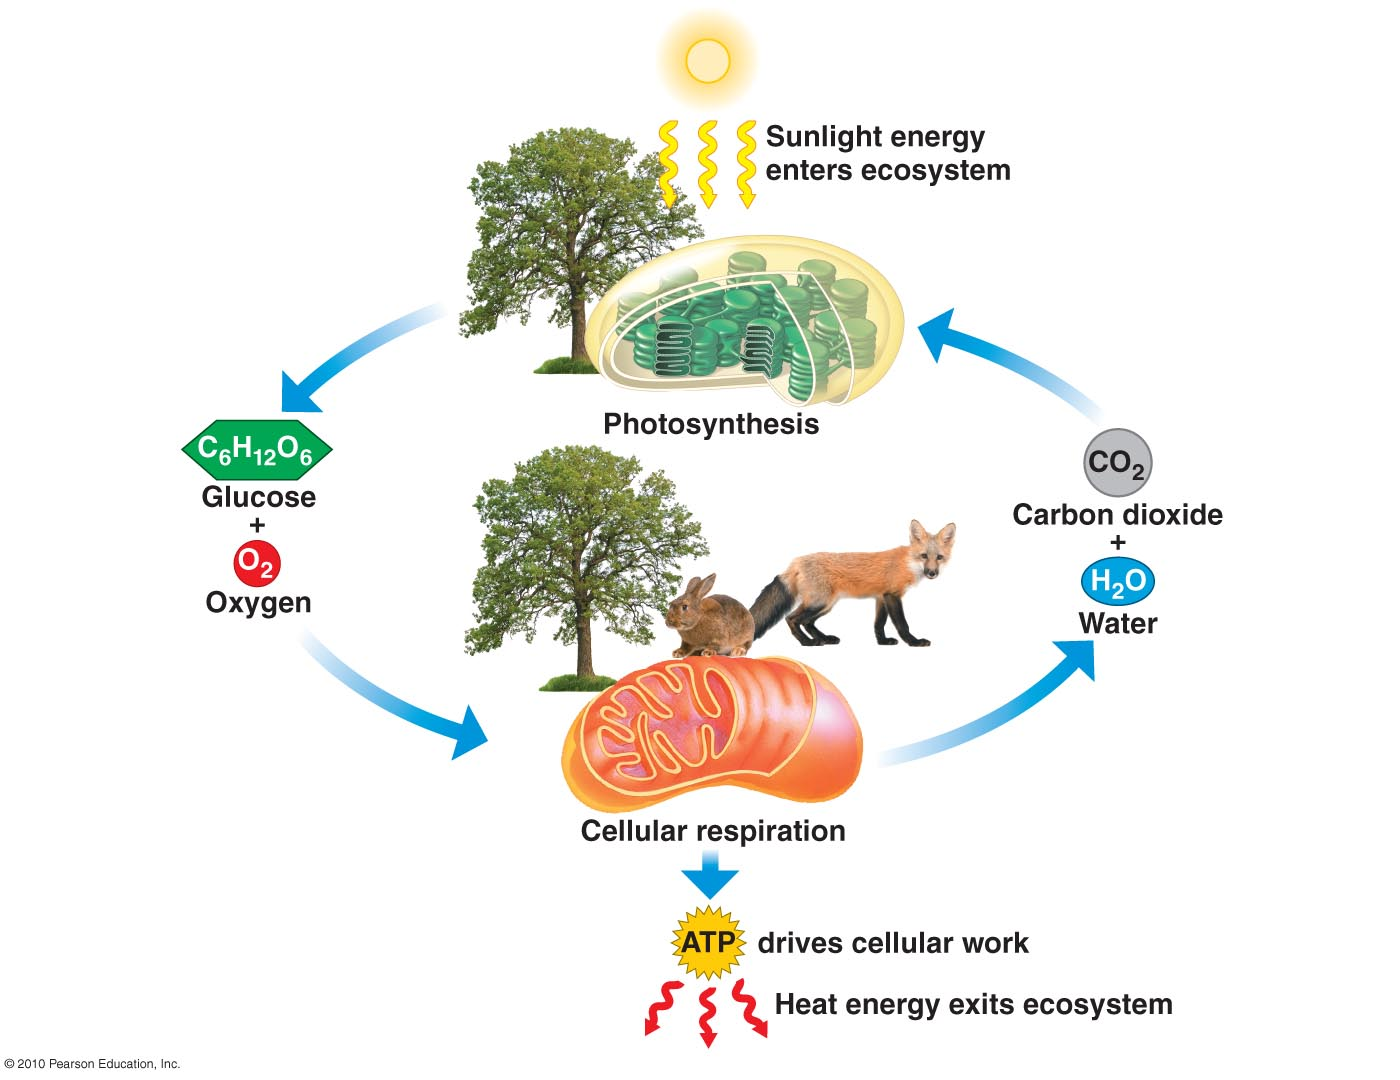 Sunlight energy
enters ecosystem
Photosynthesis
C₆H₁₂O₆
Glucose
+
O₂
Oxygen
CO₂
Carbon dioxide
+
H₂O
Water
Cellular respiration
ATP drives cellular work
Heat energy exits ecosystem
© 2010 Pearson Education, Inc.